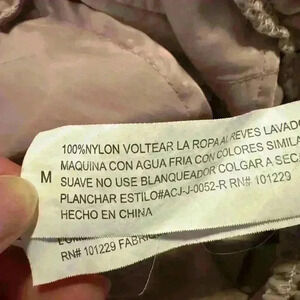 100%NYLON VOLTEAR LA ROPA AL REVES LAVADO
M
MAQUINA CON AGUA FRIA CON COLORES SIMILA
SUAVE NO USE BLANQUEADOR COLGAR A SECA
PLANCHAR ESTILO#ACJ-J-0052-R RN# 101229
HECHO EN CHINA
RN# 101229 FABRIC